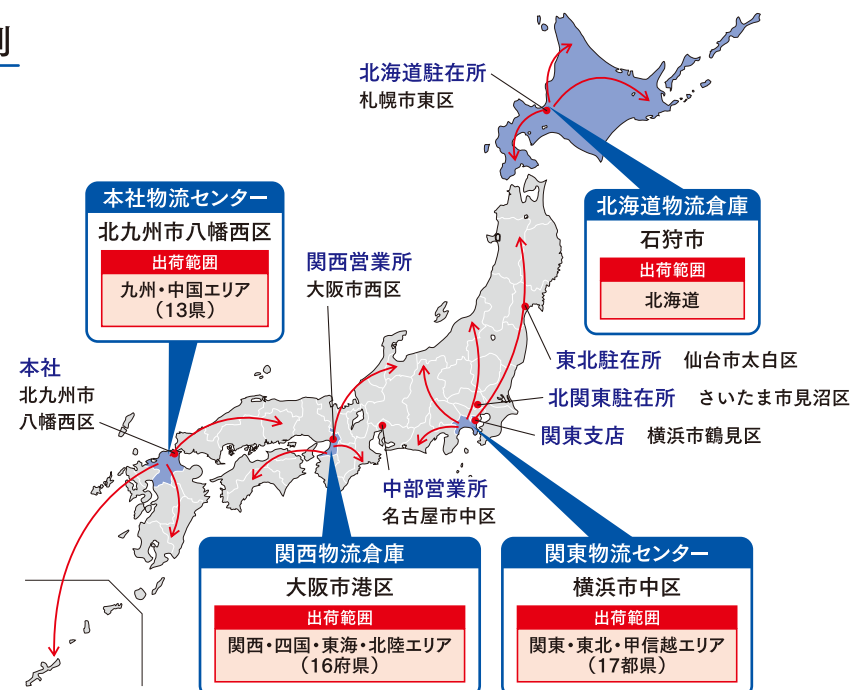 北海道駐在所
札幌市東区
本社物流センター
北九州市八幡西区
出荷範囲
九州・中国エリア
（13県）
北海道物流倉庫
石狩市
出荷範囲
北海道
関西営業所
大阪市西区
東北駐在所 仙台市太白区
本社
北九州市
八幡西区
北関東駐在所 さいたま市見沼区
関東支店 横浜市鶴見区
中部営業所
名古屋市中区
関西物流倉庫
大阪市港区
出荷範囲
関西・四国・東海・北陸エリア
（16府県）
関東物流センター
横浜市中区
出荷範囲
関東・東北・甲信越エリア
（17都県）